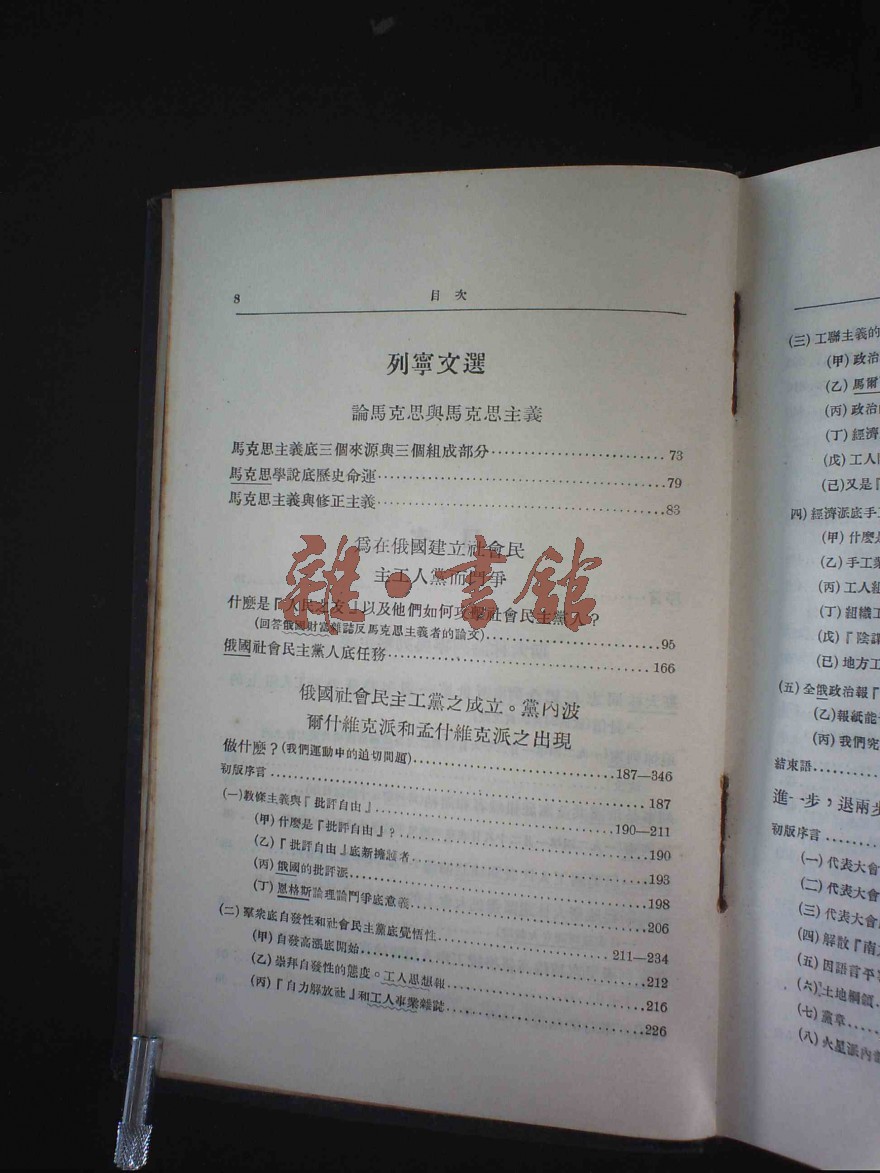 8
目 次
列寧文選
論馬克思與馬克思主義
馬克思主義底三個來源與三個組成部分 73
馬克思學說底歷史命運 79
馬克思主義與修正主義 83
爲在俄國建立社會民
主工人黨而鬥爭
什麼是『人民之友』以及他們如何攻擊社會民主黨人？
(回答俄國財富雜誌反馬克思主義者的論文) 95
俄國社會民主黨人底任務 166
俄國社會民主工黨之成立。黨內波
爾什維克派和孟什維克派之出現
做什麼？(我們運動中的迫切問題) 187—346
初版序言 187
(一)教條主義與『批評自由』 190—211
(甲)什麼是『批評自由』？ 190
(乙)『批評自由』底新擁護者 193
(丙)俄國的批評派 198
(丁)恩格斯論理論鬥爭底意義 206
(二)羣衆底自發性和社會民主黨底覺悟性 211—234
(甲)自發高漲底開始 212
(乙)崇拜自發性的態度。工人思想報 216
(丙)『自力解放社』和工人事業雜誌 226
雜·書館
(三)工聯主義的
(甲)政治
(乙)馬爾
(丙)政治
(丁)經濟
(戊)工人
(己)又是『
四)經濟派底手工
(甲)什麼是
(乙)手工業
(丙)工人組
(丁)組織工
(戊)『陰謀
(己)地方工
(五)全俄政治報『
(乙)報紙能
(丙)我們究
結束語
進一步，退兩步
初版序言
(一)代表大會
(二)代表大會
(三)代表大會
(四)解散『南
(五)因語言平
(六)土地綱領
(七)黨章
(八)火星派內